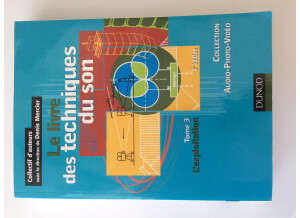 Collectif d'auteurs
sous la direction de Denis Mercier
Le livre
des techniques
du son
Tome 3
L'exploitation
COLLECTION
AUDIO-PHOTO-VIDÉO
DUNOD